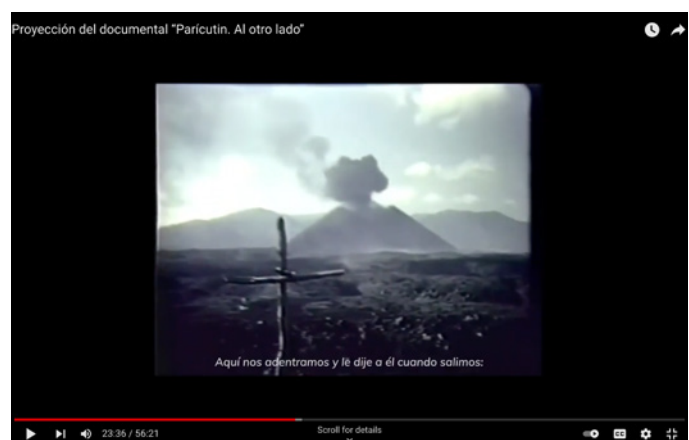 Proyección del documental "Parícutin. Al otro lado"
Aquí nos adentramos y le dije a él cuando salimos:
23:36 / 56:21
Scroll for details
CC